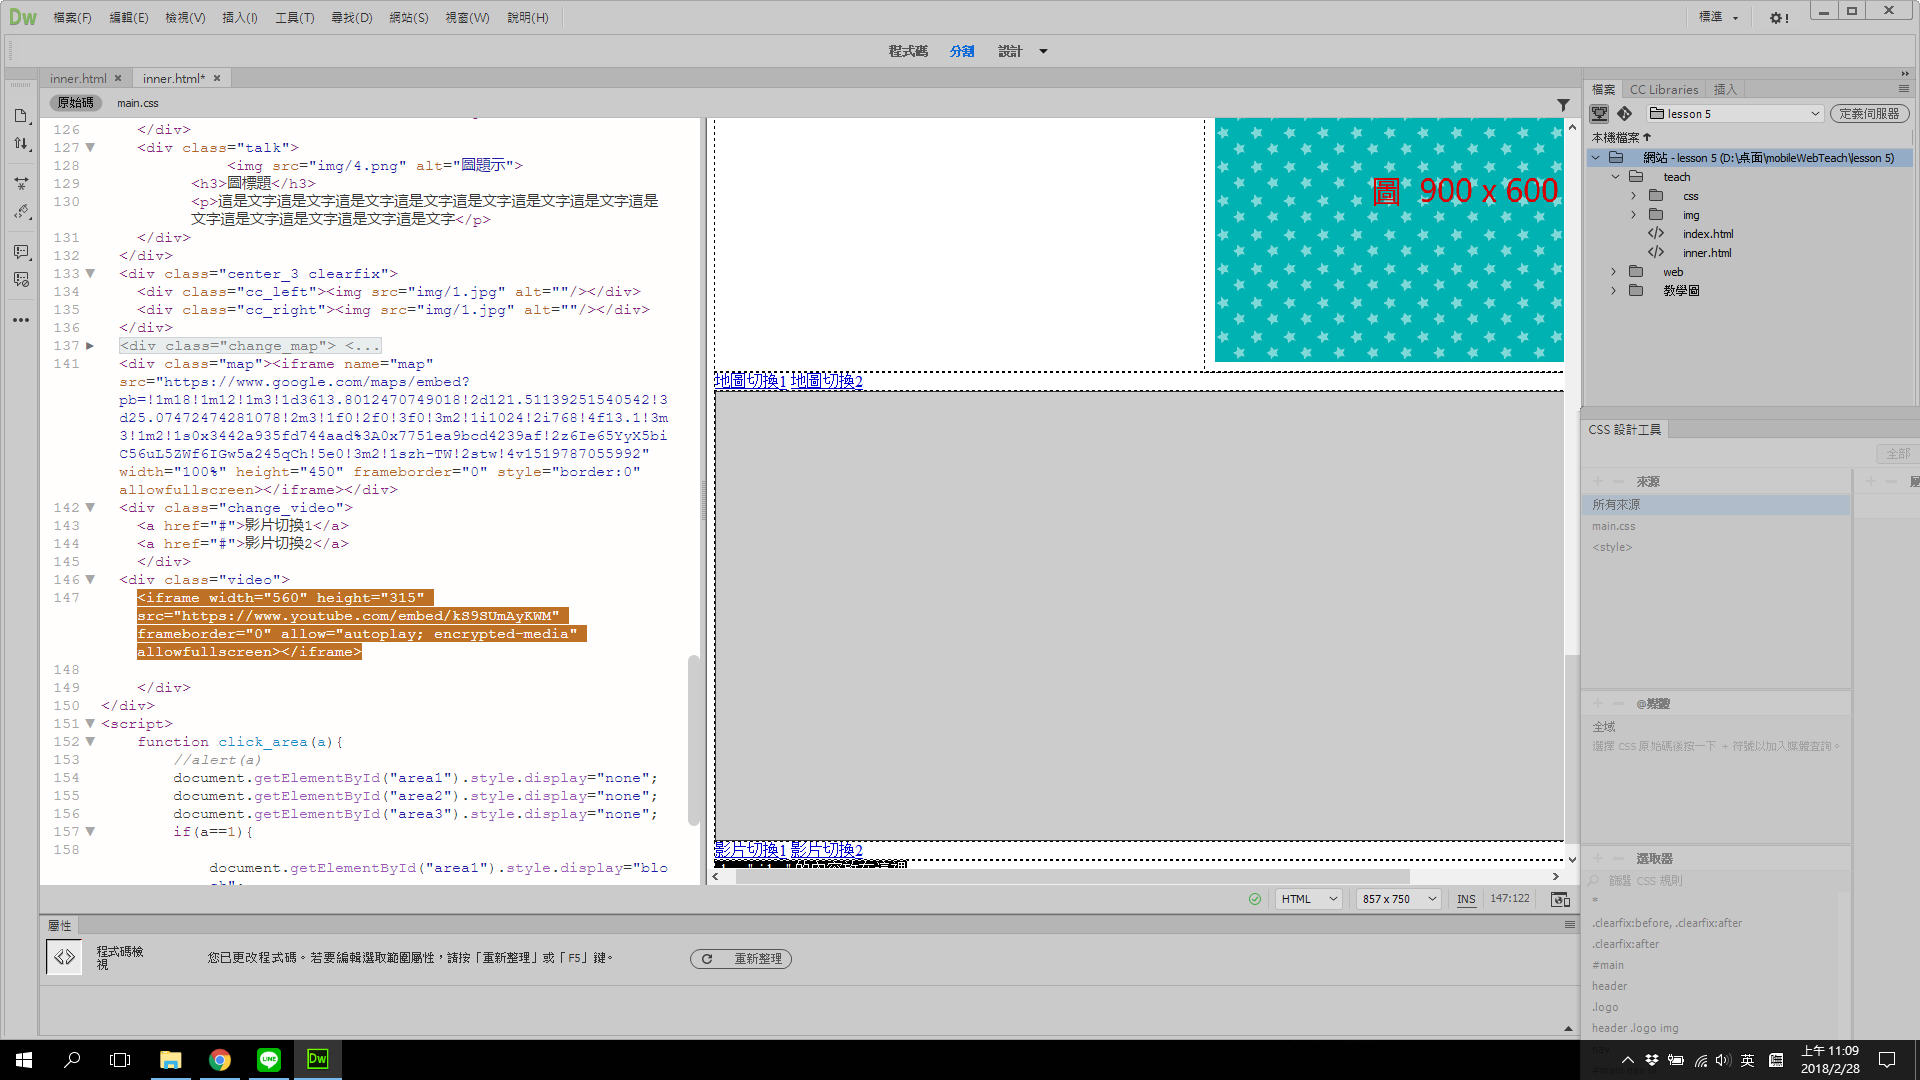 Dw 檔案(F) 編輯(E) 檢視(V) 插入(I) 工具(T) 尋找(D) 網站(S) 視窗(W) 說明(H) 標準
程式碼 分割 設計
inner.html inner.html*
原始碼 main.css
126 </div>
127 <div class="talk">
128 <img src="img/4.png" alt="圖題示">
129 <h3>圖標題</h3>
130 <p>這是文字這是文字這是文字這是文字這是文字這是文字這是文字這是
文字這是文字這是文字這是文字這是文字</p>
131 </div>
132 </div>
133 <div class="center_3 clearfix">
134 <div class="cc_left"><img src="img/1.jpg" alt=""/></div>
135 <div class="cc_right"><img src="img/1.jpg" alt=""/></div>
136 </div>
137 <div class="change_map"> <...
141 <div class="map"><iframe name="map"
src="https://www.google.com/maps/embed?
pb=!1m18!1m12!1m3!1d3613.8012470749018!2d121.51139251540542!3
d25.07472474281078!2m3!1f0!2f0!3f0!3m2!1i1024!2i768!4f13.1!3m
3!1m2!1s0x3442a935fd744aad%3A0x7751ea9bcd4239af!2z6Ie65YyX5bi
C56uL5ZWf6IGw5a245qCh!5e0!3m2!1szh-TW!2stw!4v1519787055992"
width="100%" height="450" frameborder="0" style="border:0"
allowfullscreen></iframe></div>
142 <div class="change_video">
143 <a href="#">影片切換1</a>
144 <a href="#">影片切換2</a>
145 </div>
146 <div class="video">
147 <iframe width="560" height="315"
src="https://www.youtube.com/embed/kS9SUmAyKWM"
frameborder="0" allow="autoplay; encrypted-media"
allowfullscreen></iframe>
148
149 </div>
150 </div>
151 <script>
152 function click_area(a){
153 //alert(a)
154 document.getElementById("area1").style.display="none";
155 document.getElementById("area2").style.display="none";
156 document.getElementById("area3").style.display="none";
157 if(a==1){
158
document.getElementById("area1").style.display="blo
圖 900 x 600
地圖切換1 地圖切換2
影片切換1 影片切換2
HTML 857 x 750 INS 147:122
屬性
程式碼檢
視
您已更改程式碼。若要編輯選取範圍屬性，請按「重新整理」或「F5」鍵。
重新整理
檔案 CC Libraries 插入
lesson 5 定義伺服器
本機檔案
網站 - lesson 5 (D:\桌面\mobileWebTeach\lesson 5)
teach
css
img
index.html
inner.html
web
教學圖
CSS 設計工具
全部
來源
所有來源
main.css
<style>
@媒體
全域
選擇 CSS 原始碼後按一下 + 符號以加入媒體查詢。
選取器
篩選 CSS 規則
*
.clearfix:before, .clearfix:after
.clearfix:after
#main
header
.logo
header .logo img
LINE
Dw
英
上午 11:09
2018/2/28